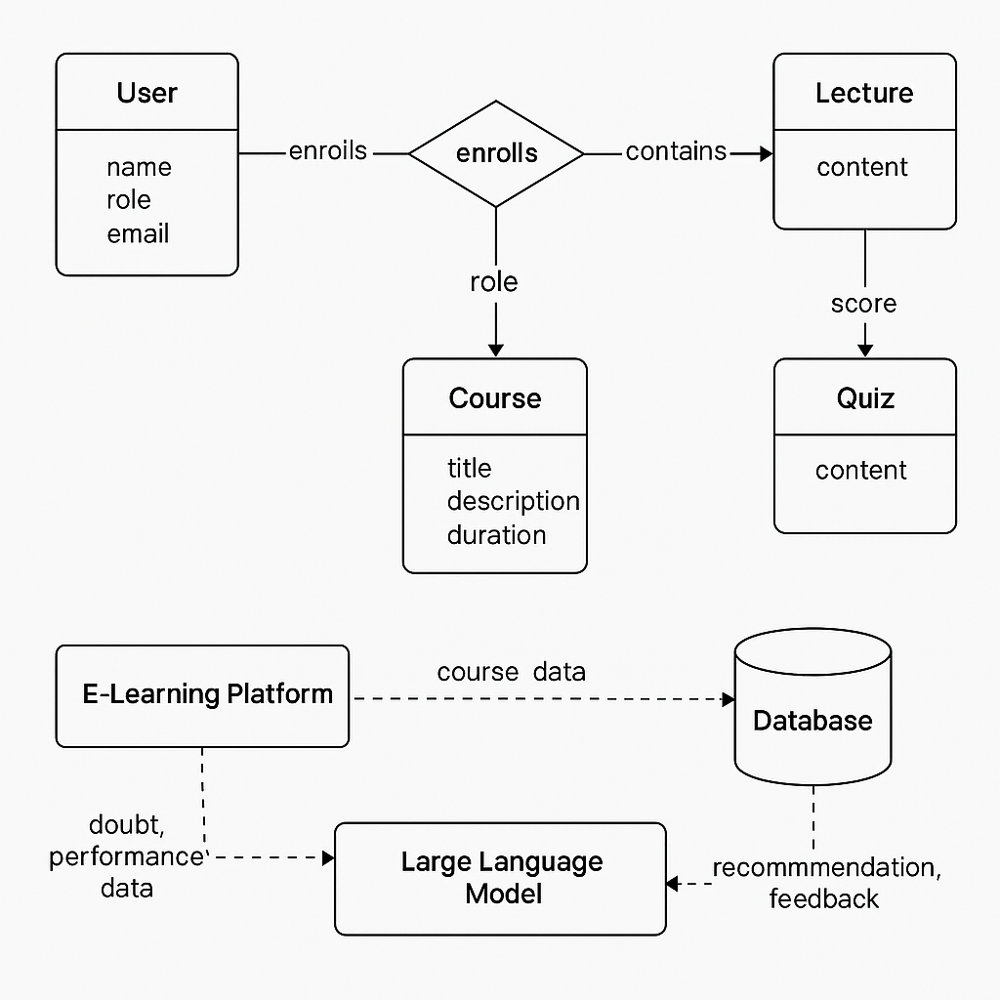 User
name
role
email
enroils
enrolls
contains
Lecture
content
role
score
Course
title
description
duration
Quiz
content
E-Learning Platform
course data
Database
doubt,
performance
data
Large Language
Model
recommmendation,
feedback